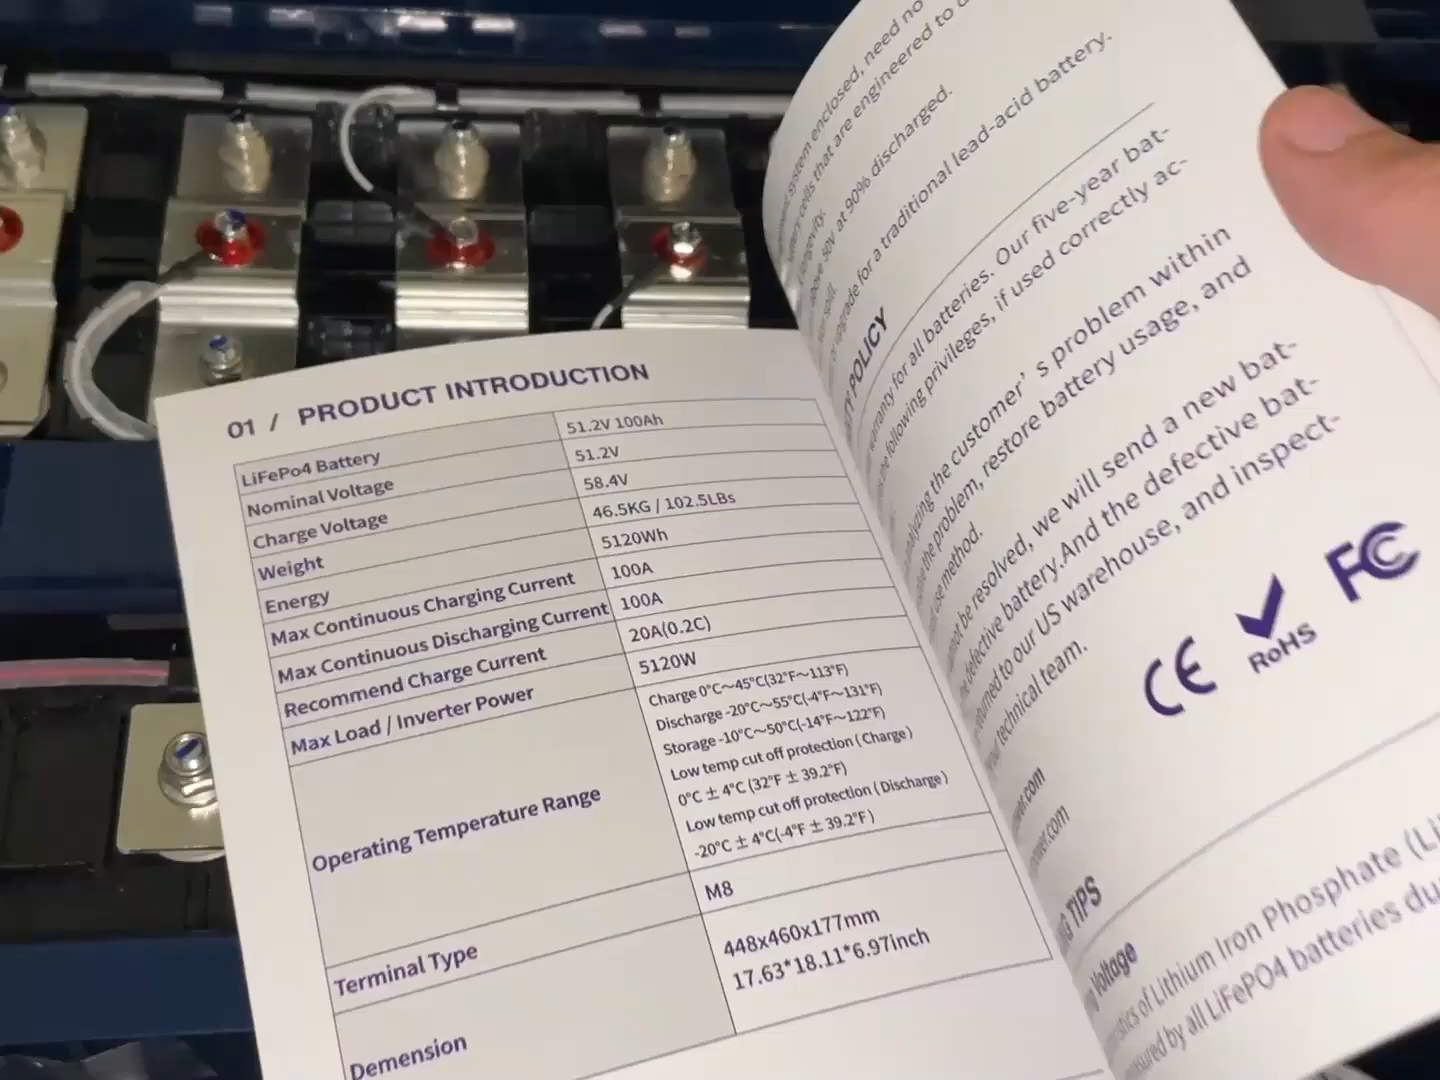 01 / PRODUCT INTRODUCTION
LiFePo4 Battery 51.2V 100Ah
Nominal Voltage 51.2V
Charge Voltage 58.4V
Weight 46.5KG / 102.5LBs
Energy 5120Wh
Max Continuous Charging Current 100A
Max Continuous Discharging Current 100A
Recommend Charge Current 20A(0.2C)
Max Load / Inverter Power 5120W
Operating Temperature Range
Charge 0°C~45°C(32°F~113°F)
Discharge -20°C~55°C(-4°F~131°F)
Storage -10°C~50°C(-14°F~122°F)
Low temp cut off protection ( Charge )
0°C ± 4°C (32°F ± 39.2°F)
Low temp cut off protection ( Discharge )
-20°C ± 4°C(-4°F ± 39.2°F )
Terminal Type M8
Demension
448x460x177mm
17.63*18.11*6.97inch
system enclosed, need no
cells that are engineered to
longevity.
above 50V at 90% discharged.
upgrade for a traditional lead-acid battery.
POLICY
warranty for all batteries. Our five-year bat-
the following privileges, if used correctly ac-
analyzing the customer’s problem within
the problem, restore battery usage, and
use method.
be resolved, we will send a new bat-
defective battery.And the defective bat-
returned to our US warehouse, and inspect-
technical team.
CE
RoHS
FC
.com
.com
TIPS
Voltage
of Lithium Iron Phosphate (Li
by all LiFePO4 batteries du